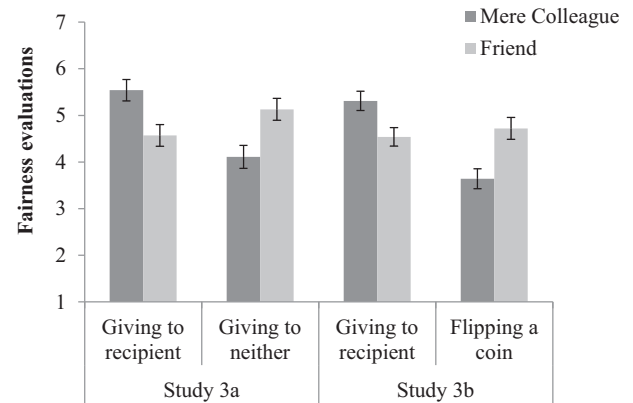 Mere Colleague
Friend
Fairness evaluations
7
6
5
4
3
2
1
Giving to
recipient
Giving to
neither
Giving to
recipient
Flipping a
coin
Study 3a
Study 3b